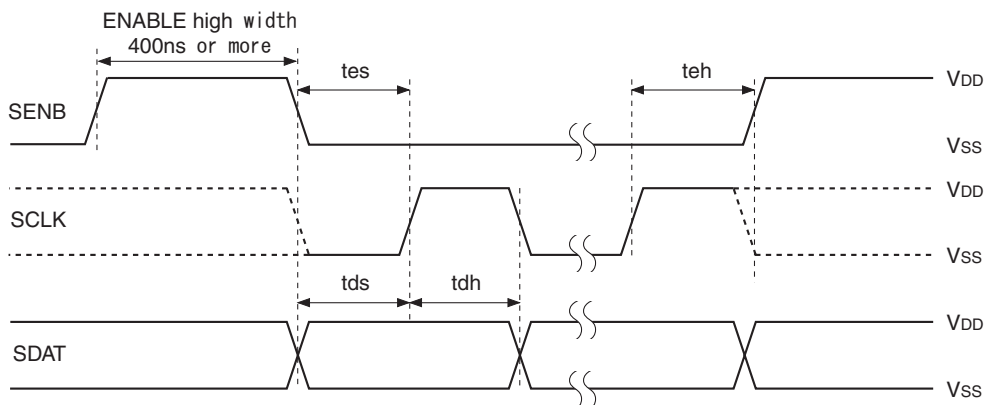 ENABLE high width
400ns or more
tes
teh
VDD
SENB
VSS
VDD
SCLK
VSS
tds
tdh
VDD
SDAT
VSS